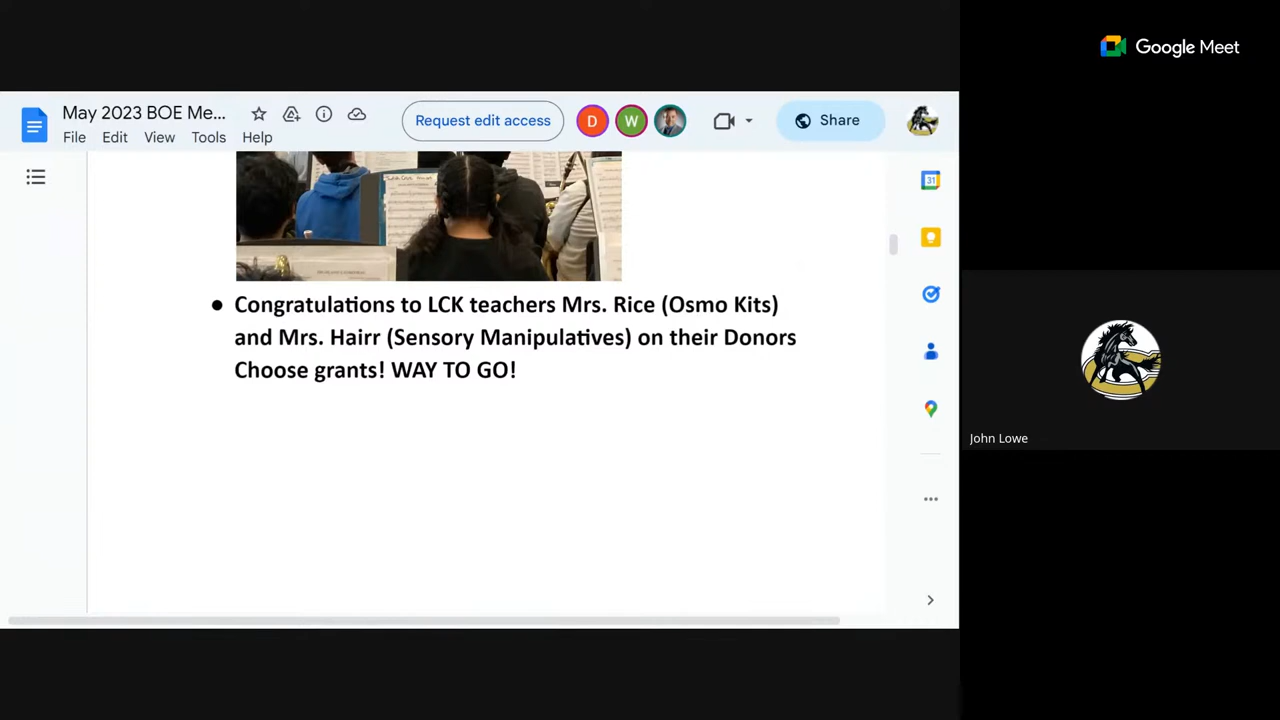 Google Meet
May 2023 BOE Me...
Request edit access
D
W
Share
File Edit View Tools Help
31
● Congratulations to LCK teachers Mrs. Rice (Osmo Kits)
and Mrs. Hairr (Sensory Manipulatives) on their Donors
Choose grants! WAY TO GO!
John Lowe